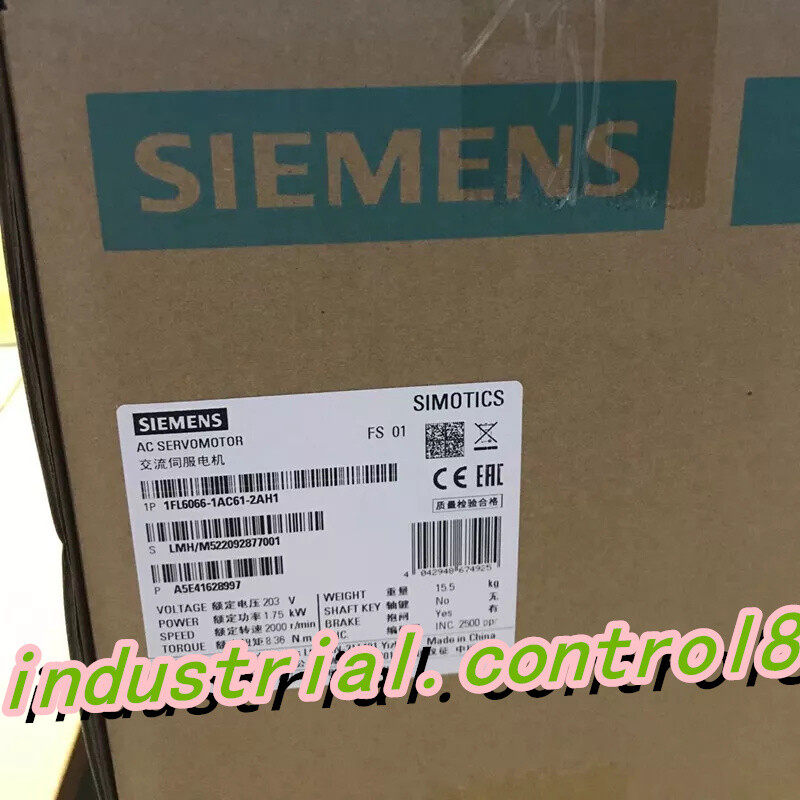 SIEMENS
SIEMENS
SIMOTICS
AC SERVOMOTOR
FS 01
交流伺服电机
1P 1FL6066-1AC61-2AH1
CE EAC
质量检验合格
S LMH/M522092877001
P A5E41628997
4 042948 674925
VOLTAGE 额定电压 203 V
POWER 额定功率 1.75 kW
SPEED 额定转速 2000 r/min
TORQUE 额 8.36 N.m
WEIGHT 重量 15.5 kg
SHAFT KEY 轴键 No 无
BRAKE 抱闸 Yes 有
INC. 2500 ppr
Made in China
industrial.control8